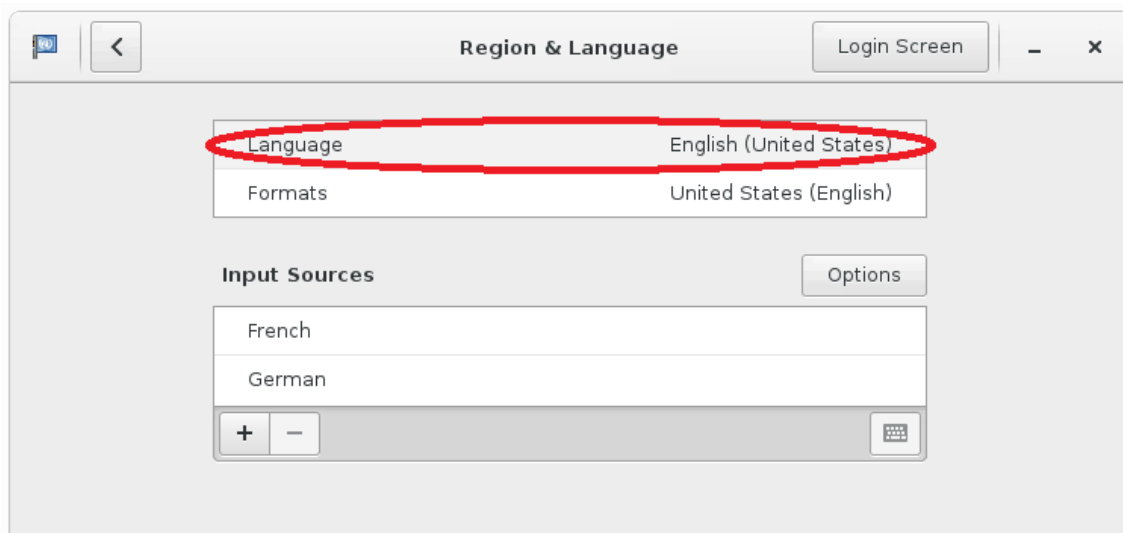 Region & Language
Login Screen
Language English (United States)
Formats United States (English)
Input Sources
Options
French
German